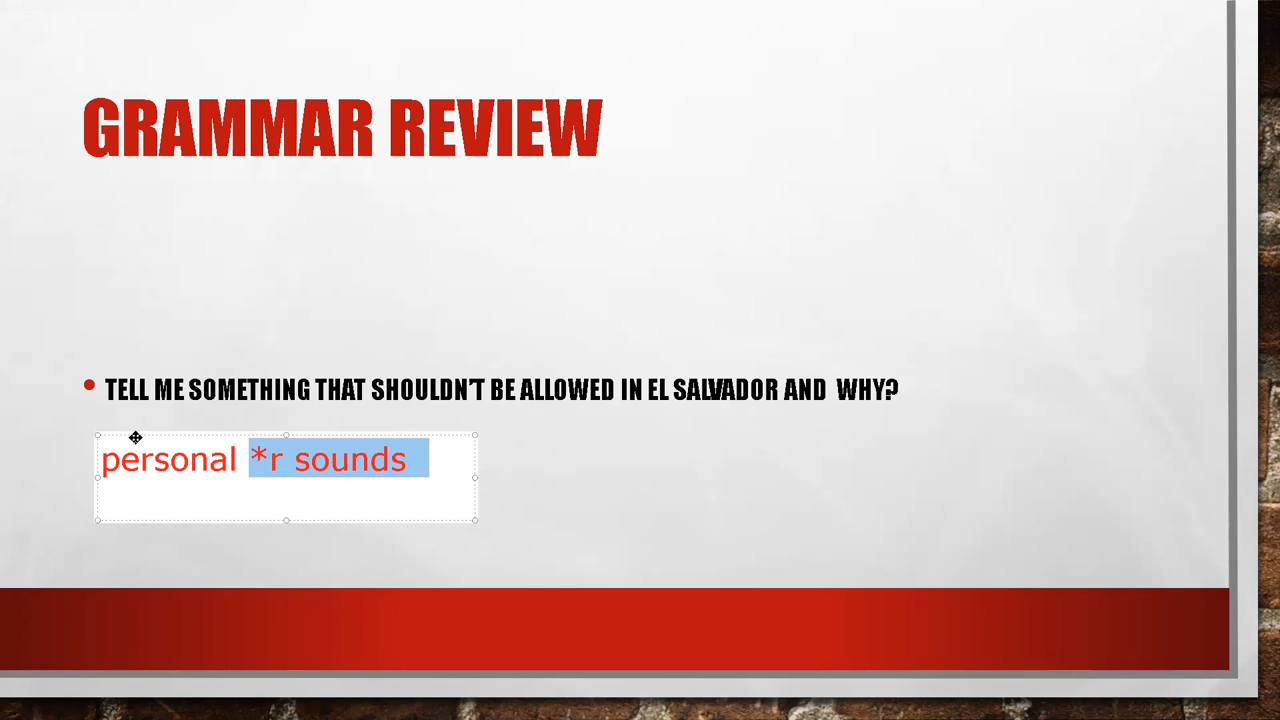 GRAMMAR REVIEW
• TELL ME SOMETHING THAT SHOULDN'T BE ALLOWED IN EL SALVADOR AND WHY?
personal *r sounds